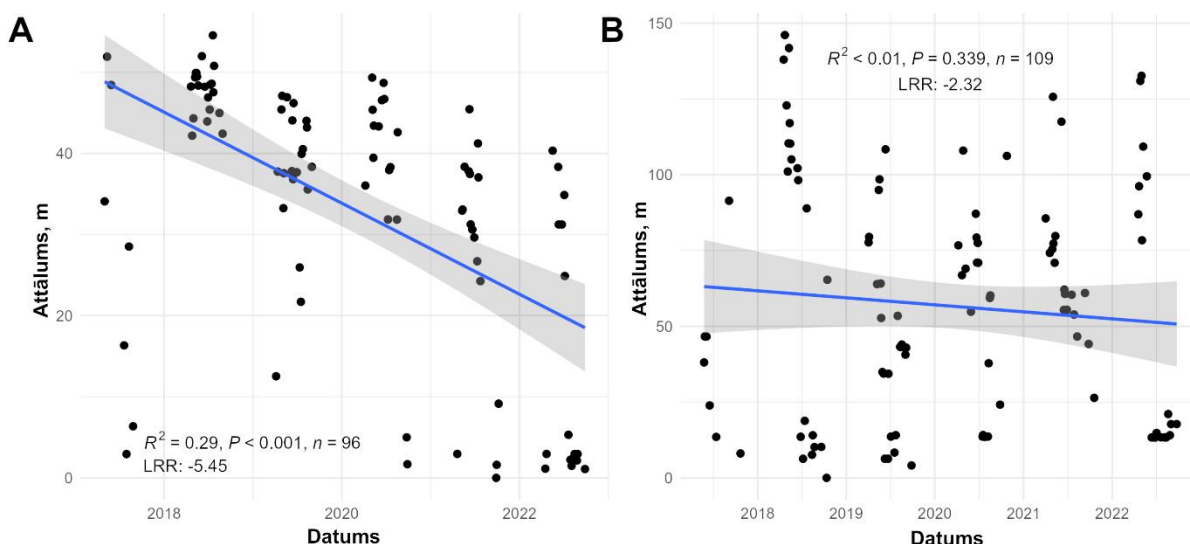 A
Attālums, m
40
20
0
R² = 0.29, P < 0.001, n = 96
LRR: -5.45
2018
2020
2022
Datums
B
Attālums, m
150
100
50
0
R² < 0.01, P = 0.339, n = 109
LRR: -2.32
2018
2019
2020
2021
2022
Datums